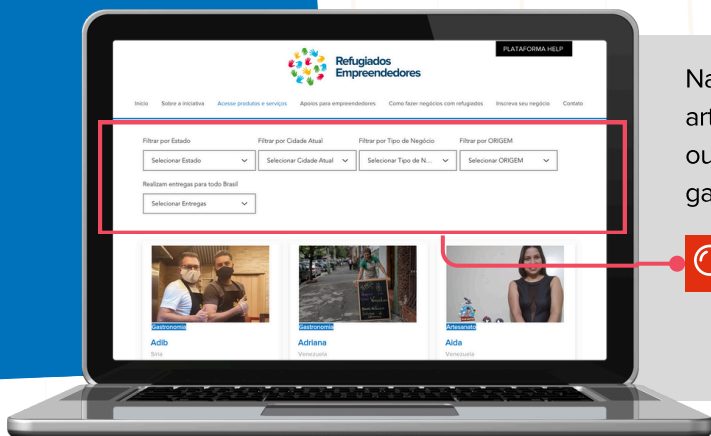 PLATAFORMA HELP
Refugiados
Empreendedores
Início Sobre a iniciativa Acesse produtos e serviços Apoios para empreendedores Como fazer negócios com refugiados Inscreva seu negócio Contato
Filtrar por Estado Filtrar por Cidade Atual Filtrar por Tipo de Negócio Filtrar por ORIGEM
Selecionar Estado Selecionar Cidade Atual Selecionar Tipo de N... Selecionar ORIGEM
Realizam entregas para todo Brasil
Selecionar Entregas
Gastronomia Gastronomia Artesanato
Adib Adriana Aida
Síria Venezuela Venezuela
Na
art
ou
ga